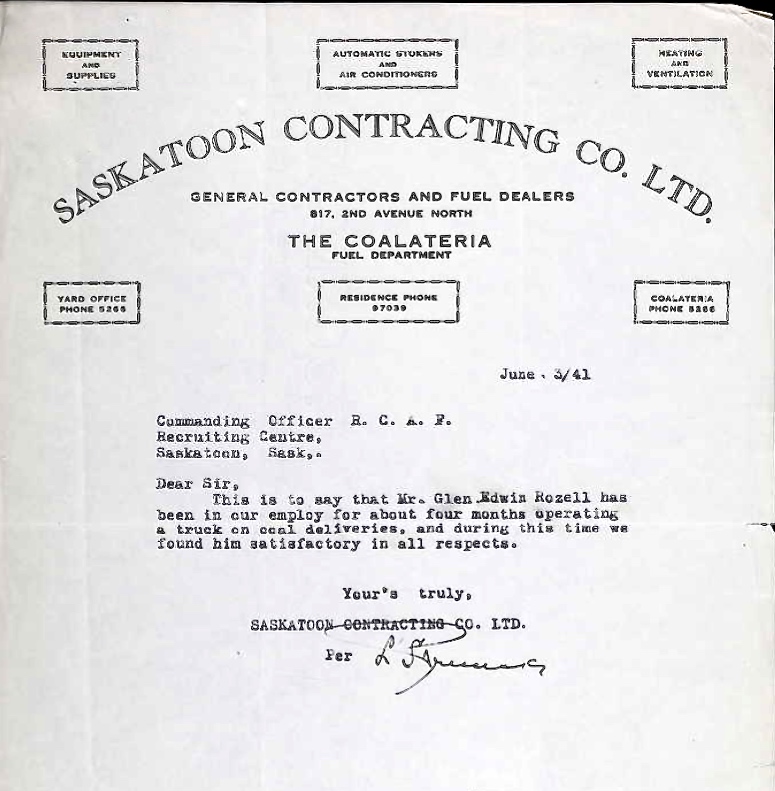 EQUIPMENT
AND
SUPPLIES
AUTOMATIC STOKERS
AND
AIR CONDITIONERS
HEATING
AND
VENTILATION
SASKATOON CONTRACTING CO. LTD.
GENERAL CONTRACTORS AND FUEL DEALERS
817, 2ND AVENUE NORTH
THE COALATERIA
FUEL DEPARTMENT
YARD OFFICE
PHONE 5266
RESIDENCE PHONE
97039
COALATERIA
PHONE
June . 3/41
Commanding Officer R. C. A. F.
Recruiting Centre,
Saskatoon, Sask,.
Dear Sir,
This is to say that Mr. Glen Edwin Rozell has
been in our employ for about four months operating
a truck on coal deliveries, and during this time we
found him satisfactory in all respects.
Your's truly,
SASKATOON CONTRACTING CO. LTD.
Per